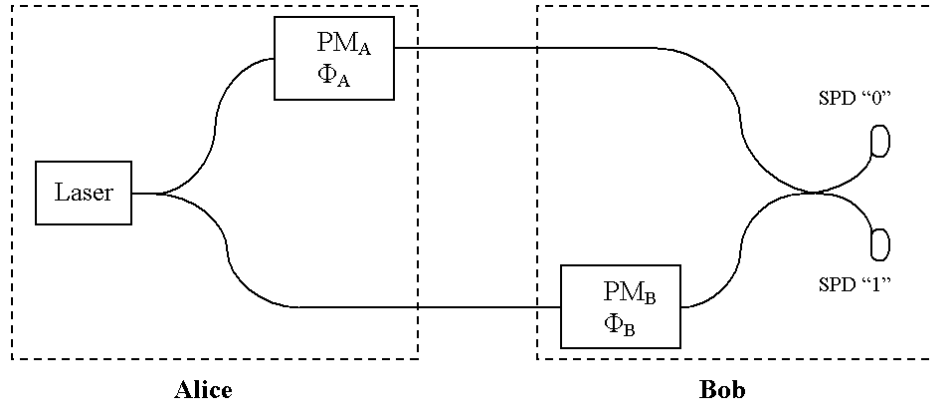 PMA
ΦA
SPD “0”
Laser
SPD “1”
PMB
ΦB
Alice
Bob